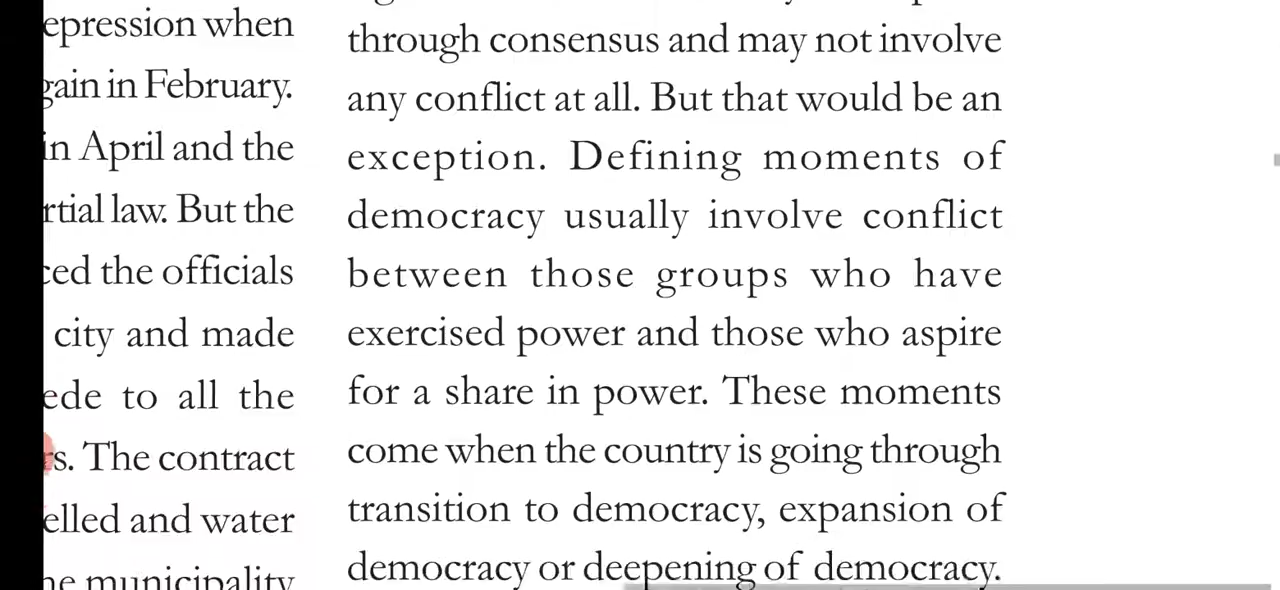 epression when
gain in February.
in April and the
rtial law. But the
ced the officials
city and made
ede to all the
rs. The contract
elled and water
he municipality
through consensus and may not involve
any conflict at all. But that would be an
exception. Defining moments of
democracy usually involve conflict
between those groups who have
exercised power and those who aspire
for a share in power. These moments
come when the country is going through
transition to democracy, expansion of
democracy or deepening of democracy.